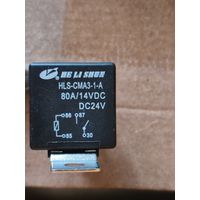 HE LI SHUN
HLS-CMA3-1-A
80A/14VDC
DC24V
86 87
85 30